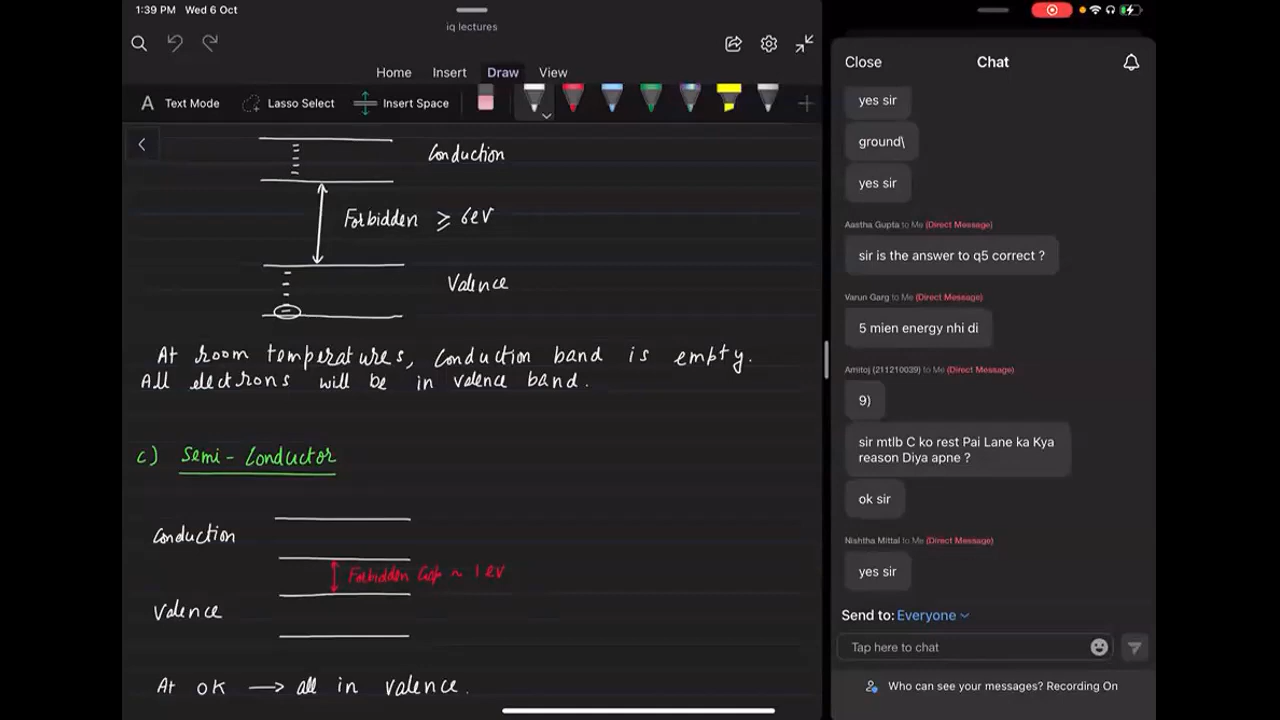 1:39 PM Wed 6 Oct
iq lectures
Home Insert Draw View
A Text Mode Lasso Select Insert Space
Conduction
Forbidden ≥ 6eV
Valence
At room temperatures, conduction band is empty.
All electrons will be in valence band.
c) Semi-Conductor
Conduction
Forbidden Gap ~ 1eV
Valence
At 0K → all in valence.
Close Chat
yes sir
ground\
yes sir
Aastha Gupta to Me (Direct Message)
sir is the answer to q5 correct ?
Varun Garg to Me (Direct Message)
5 mien energy nhi di
Amitoj (211210039) to Me (Direct Message)
9)
sir mtlb C ko rest Pai Lane ka Kya
reason Diya apne ?
ok sir
Nishtha Mittal to Me (Direct Message)
yes sir
Send to: Everyone
Tap here to chat
Who can see your messages? Recording On